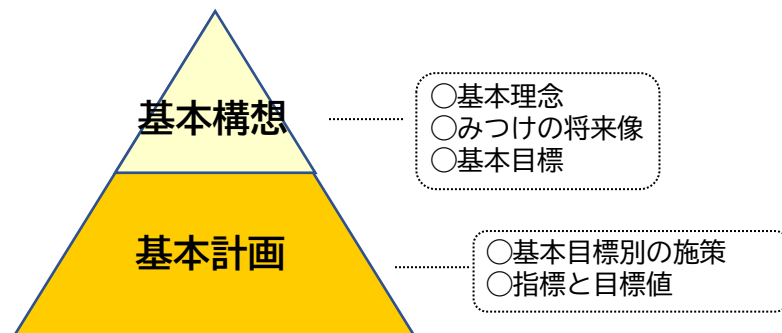 基本構想
◯基本理念
◯みつけの将来像
◯基本目標
基本計画
◯基本目標別の施策
◯指標と目標値